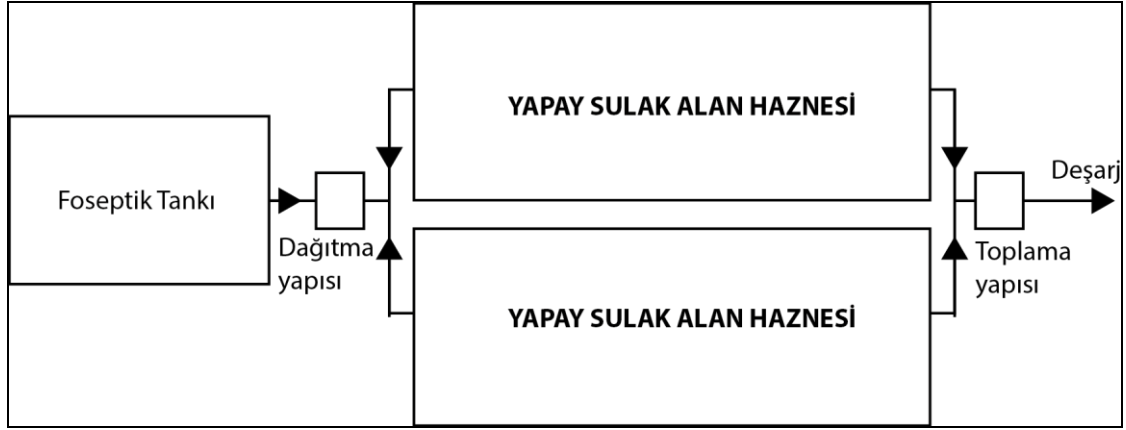 YAPAY SULAK ALAN HAZNESİ
Foseptik Tankı
Dağıtma
yapısı
Deşarj
Toplama
yapısı
YAPAY SULAK ALAN HAZNESİ